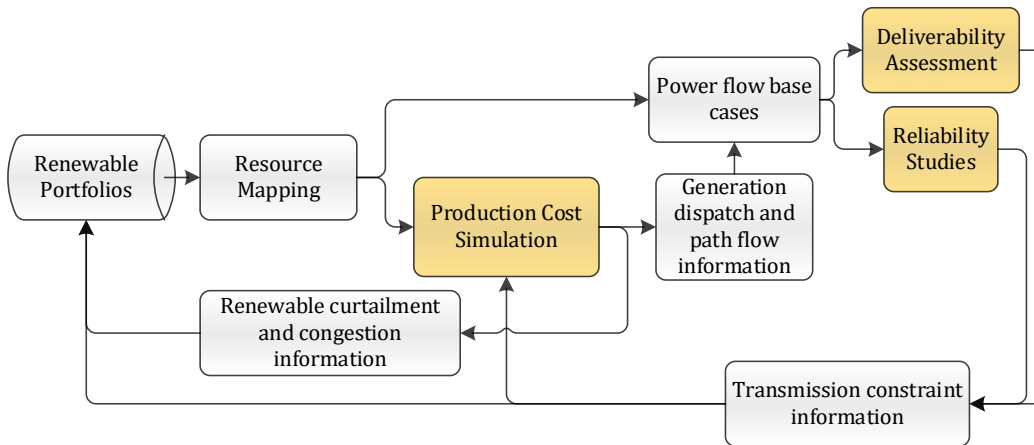 Deliverability
Assessment
Power flow base
cases
Reliability
Studies
Renewable
Portfolios
Resource
Mapping
Production Cost
Simulation
Generation
dispatch and
path flow
information
Renewable curtailment
and congestion
information
Transmission constraint
information